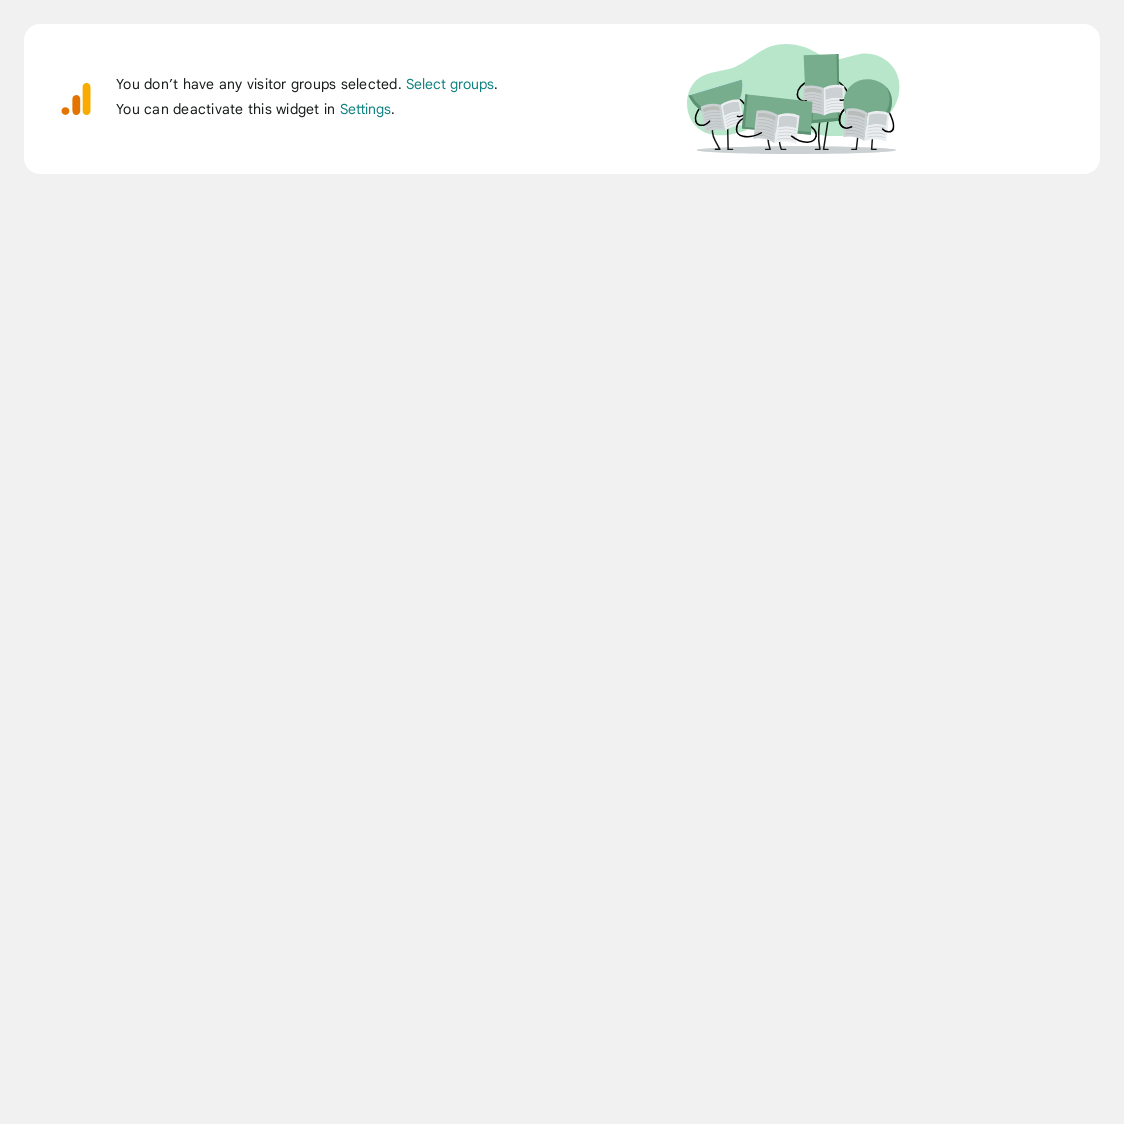 You don’t have any visitor groups selected. Select groups.
You can deactivate this widget in Settings.